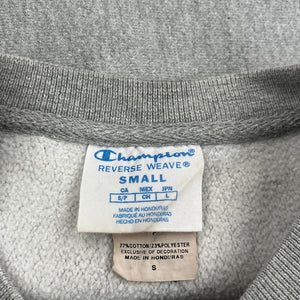 Champion
REVERSE WEAVE®
SMALL
CA MEX JPN
S/P CH L
MADE IN HONDURAS
FABRIQUÉ AU HONDURAS
HECHO EN HONDURAS
77%COTTON/23%POLYESTER
EXCLUSIVE OF DECORATION
MADE IN HONDURAS
S